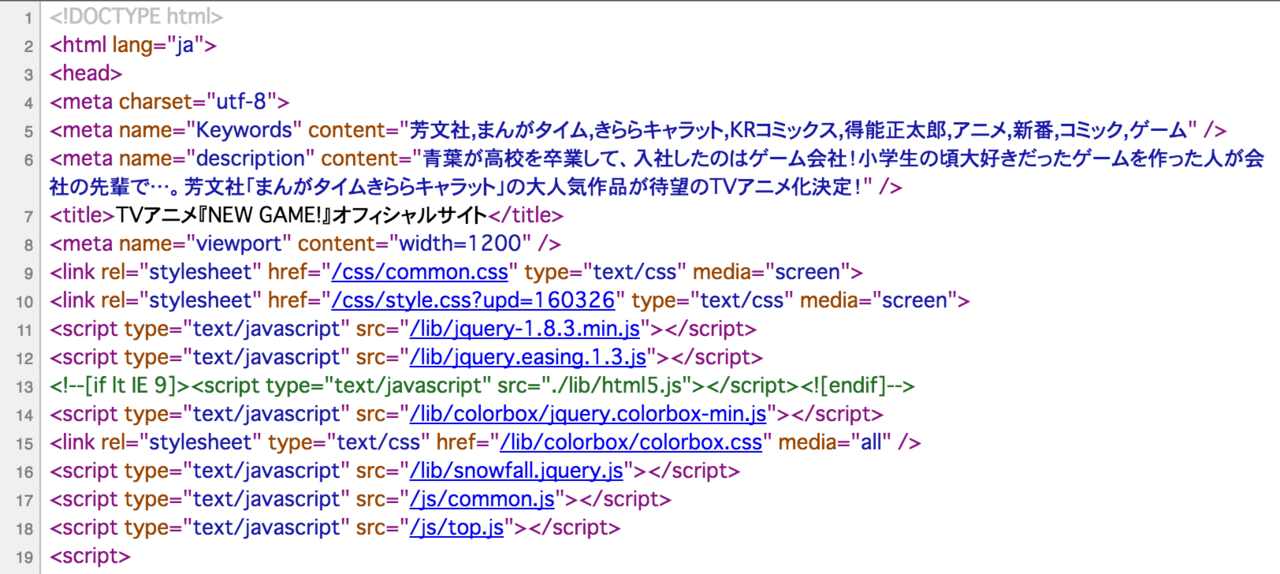 1 <!DOCTYPE html>
2 <html lang="ja">
3 <head>
4 <meta charset="utf-8">
5 <meta name="Keywords" content="芳文社,まんがタイム,きららキャラット,KRコミックス,得能正太郎,アニメ,新番,コミック,ゲーム" />
6 <meta name="description" content="青葉が高校を卒業して、入社したのはゲーム会社！小学生の頃大好きだったゲームを作った人が会
社の先輩で…。芳文社「まんがタイムきららキャラット」の大人気作品が待望のTVアニメ化決定！" />
7 <title>TVアニメ『NEW GAME!』オフィシャルサイト</title>
8 <meta name="viewport" content="width=1200" />
9 <link rel="stylesheet" href="/css/common.css" type="text/css" media="screen">
10 <link rel="stylesheet" href="/css/style.css?upd=160326" type="text/css" media="screen">
11 <script type="text/javascript" src="/lib/jquery-1.8.3.min.js"></script>
12 <script type="text/javascript" src="/lib/jquery.easing.1.3.js"></script>
13 <!--[if lt IE 9]><script type="text/javascript" src="./lib/html5.js"></script><![endif]-->
14 <script type="text/javascript" src="/lib/colorbox/jquery.colorbox-min.js"></script>
15 <link rel="stylesheet" type="text/css" href="/lib/colorbox/colorbox.css" media="all" />
16 <script type="text/javascript" src="/lib/snowfall.jquery.js"></script>
17 <script type="text/javascript" src="/js/common.js"></script>
18 <script type="text/javascript" src="/js/top.js"></script>
19 <script>